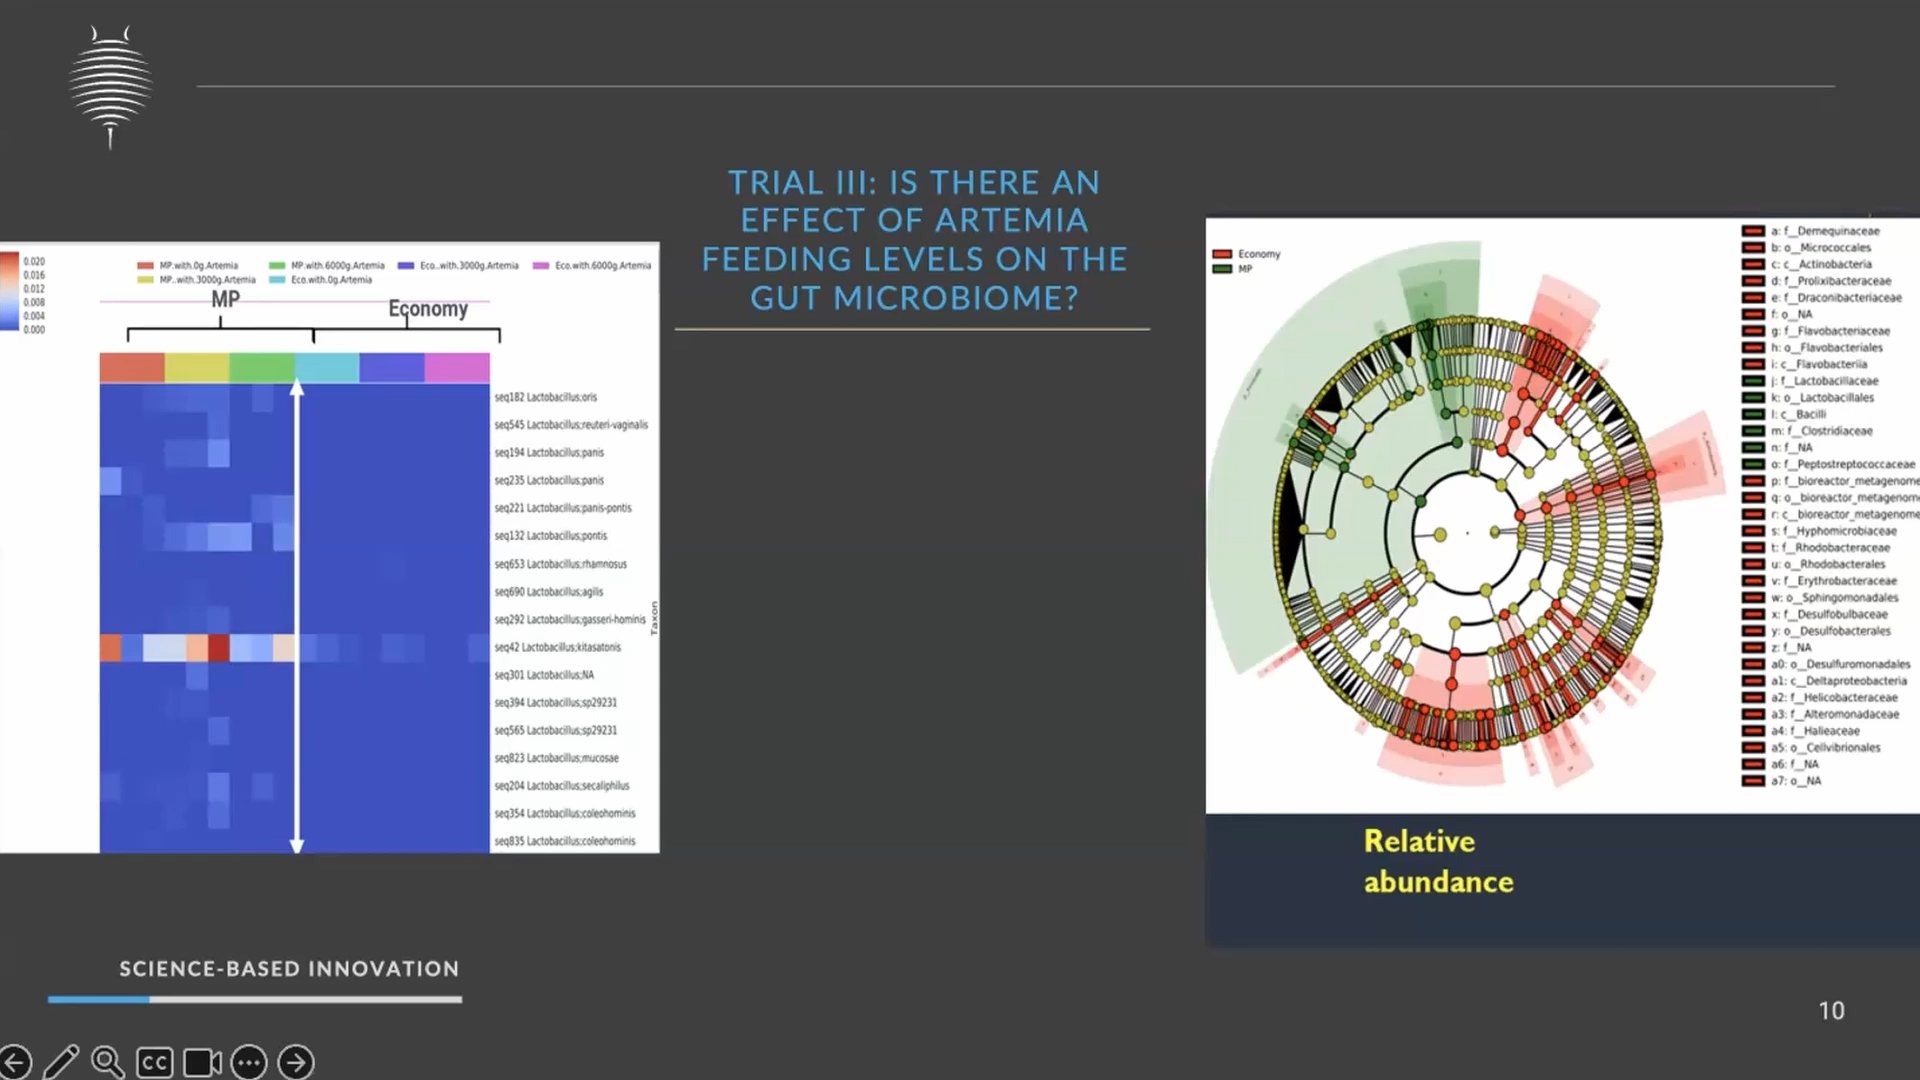 TRIAL III: IS THERE AN
EFFECT OF ARTEMIA
FEEDING LEVELS ON THE
GUT MICROBIOME?
0.020
0.016
0.012
0.008
0.004
0.000
MP.with.0g.Artemia
MP.with.6000g.Artemia
Eco..with.3000g.Artemia
Eco.with.6000g.Artemia
MP..with.3000g.Artemia
Eco.with.0g.Artemia
MP
Economy
seq182 Lactobacillus;oris
seq545 Lactobacillus;reuteri-vaginalis
seq194 Lactobacillus;panis
seq235 Lactobacillus;panis
seq221 Lactobacillus;panis-pontis
seq132 Lactobacillus;pontis
seq653 Lactobacillus;rhamnosus
seq690 Lactobacillus;agilis
seq292 Lactobacillus;gasseri-hominis
seq42 Lactobacillus;kitasatonis
seq301 Lactobacillus;NA
seq394 Lactobacillus;sp29231
seq565 Lactobacillus;sp29231
seq823 Lactobacillus;mucosae
seq204 Lactobacillus;secaliphilus
seq354 Lactobacillus;coleohominis
seq835 Lactobacillus;coleohominis
Taxon
Economy
MP
a: f__Demequinaceae
b: o__Micrococcales
c: c__Actinobacteria
d: f__Prolixibacteraceae
e: f__Draconibacteriaceae
f: o__NA
g: f__Flavobacteriaceae
h: o__Flavobacteriales
i: c__Flavobacteriia
j: f__Lactobacillaceae
k: o__Lactobacillales
l: c__Bacilli
m: f__Clostridiaceae
n: f__NA
o: f__Peptostreptococcaceae
p: f__bioreactor_metagenome
q: o__bioreactor_metagenome
r: c__bioreactor_metagenome
s: f__Hyphomicrobiaceae
t: f__Rhodobacteraceae
u: o__Rhodobacterales
v: f__Erythrobacteraceae
w: o__Sphingomonadales
x: f__Desulfobulbaceae
y: o__Desulfobacterales
z: f__NA
a0: o__Desulfuromonadales
a1: c__Deltaproteobacteria
a2: f__Helicobacteraceae
a3: f__Alteromonadaceae
a4: f__Halieaceae
a5: o__Cellvibrionales
a6: f__NA
a7: o__NA
Relative
abundance
SCIENCE-BASED INNOVATION
10
CC